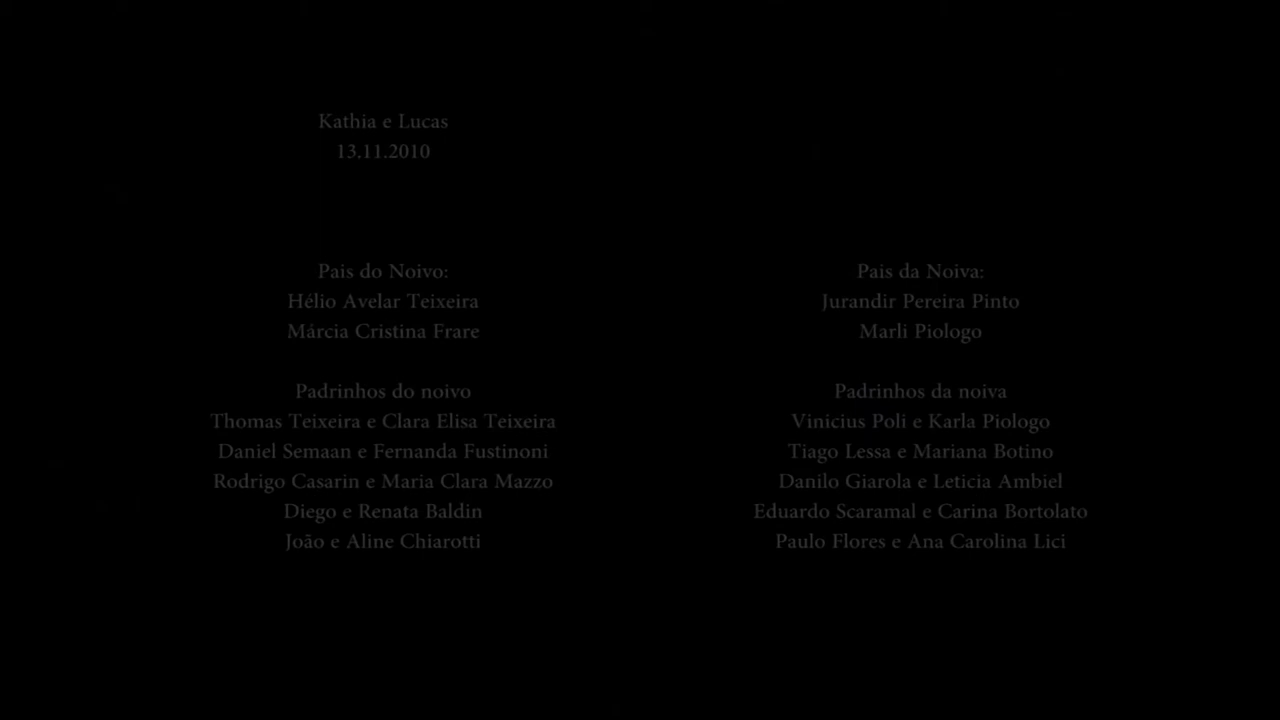 Kathia e Lucas
13.11.2010
Pais do Noivo:
Hélio Avelar Teixeira
Márcia Cristina Frare
Padrinhos do noivo
Thomas Teixeira e Clara Elisa Teixeira
Daniel Semaan e Fernanda Fustinoni
Rodrigo Casarin e Maria Clara Mazzo
Diego e Renata Baldin
João e Aline Chiarotti
Pais da Noiva:
Jurandir Pereira Pinto
Marli Piologo
Padrinhos da noiva
Vinicius Poli e Karla Piologo
Tiago Lessa e Mariana Botino
Danilo Giarola e Leticia Ambiel
Eduardo Scaramal e Carina Bortolato
Paulo Flores e Ana Carolina Lici